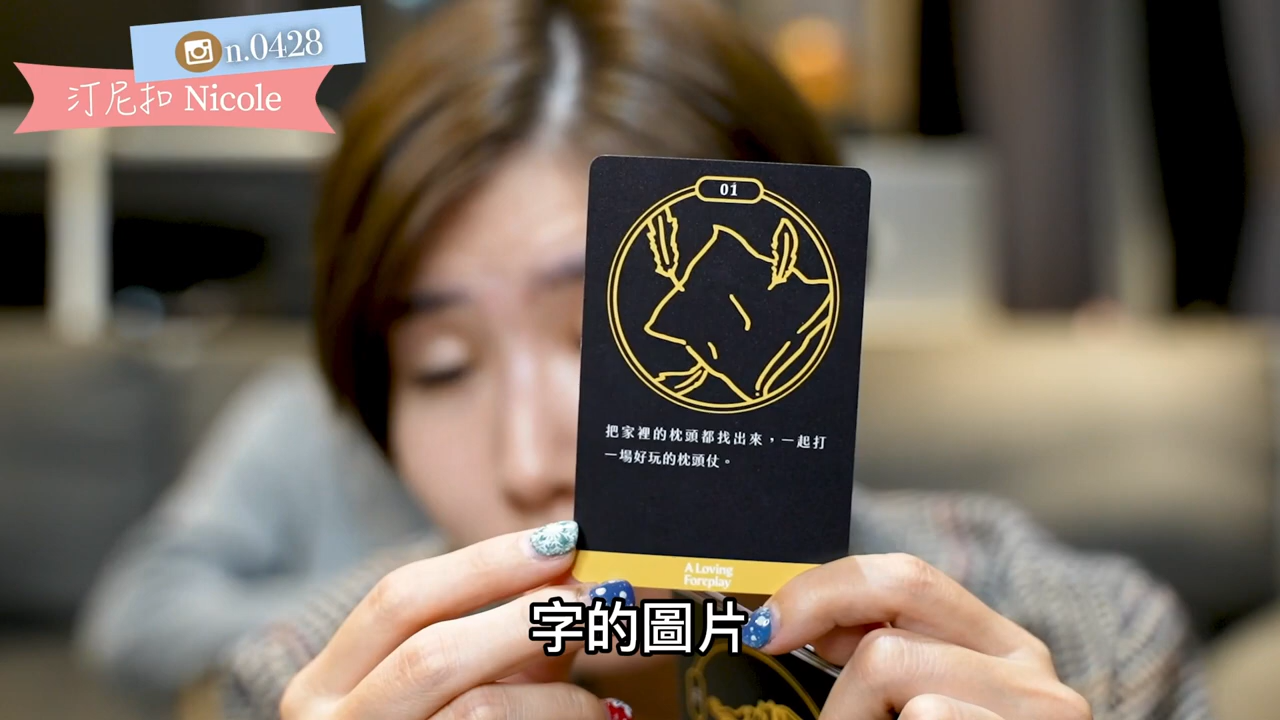 n.0428
汀尼扣 Nicole
01
把家裡的枕頭都找出來，一起打
一場好玩的枕頭仗。
A Loving
Foreplay
字的圖片